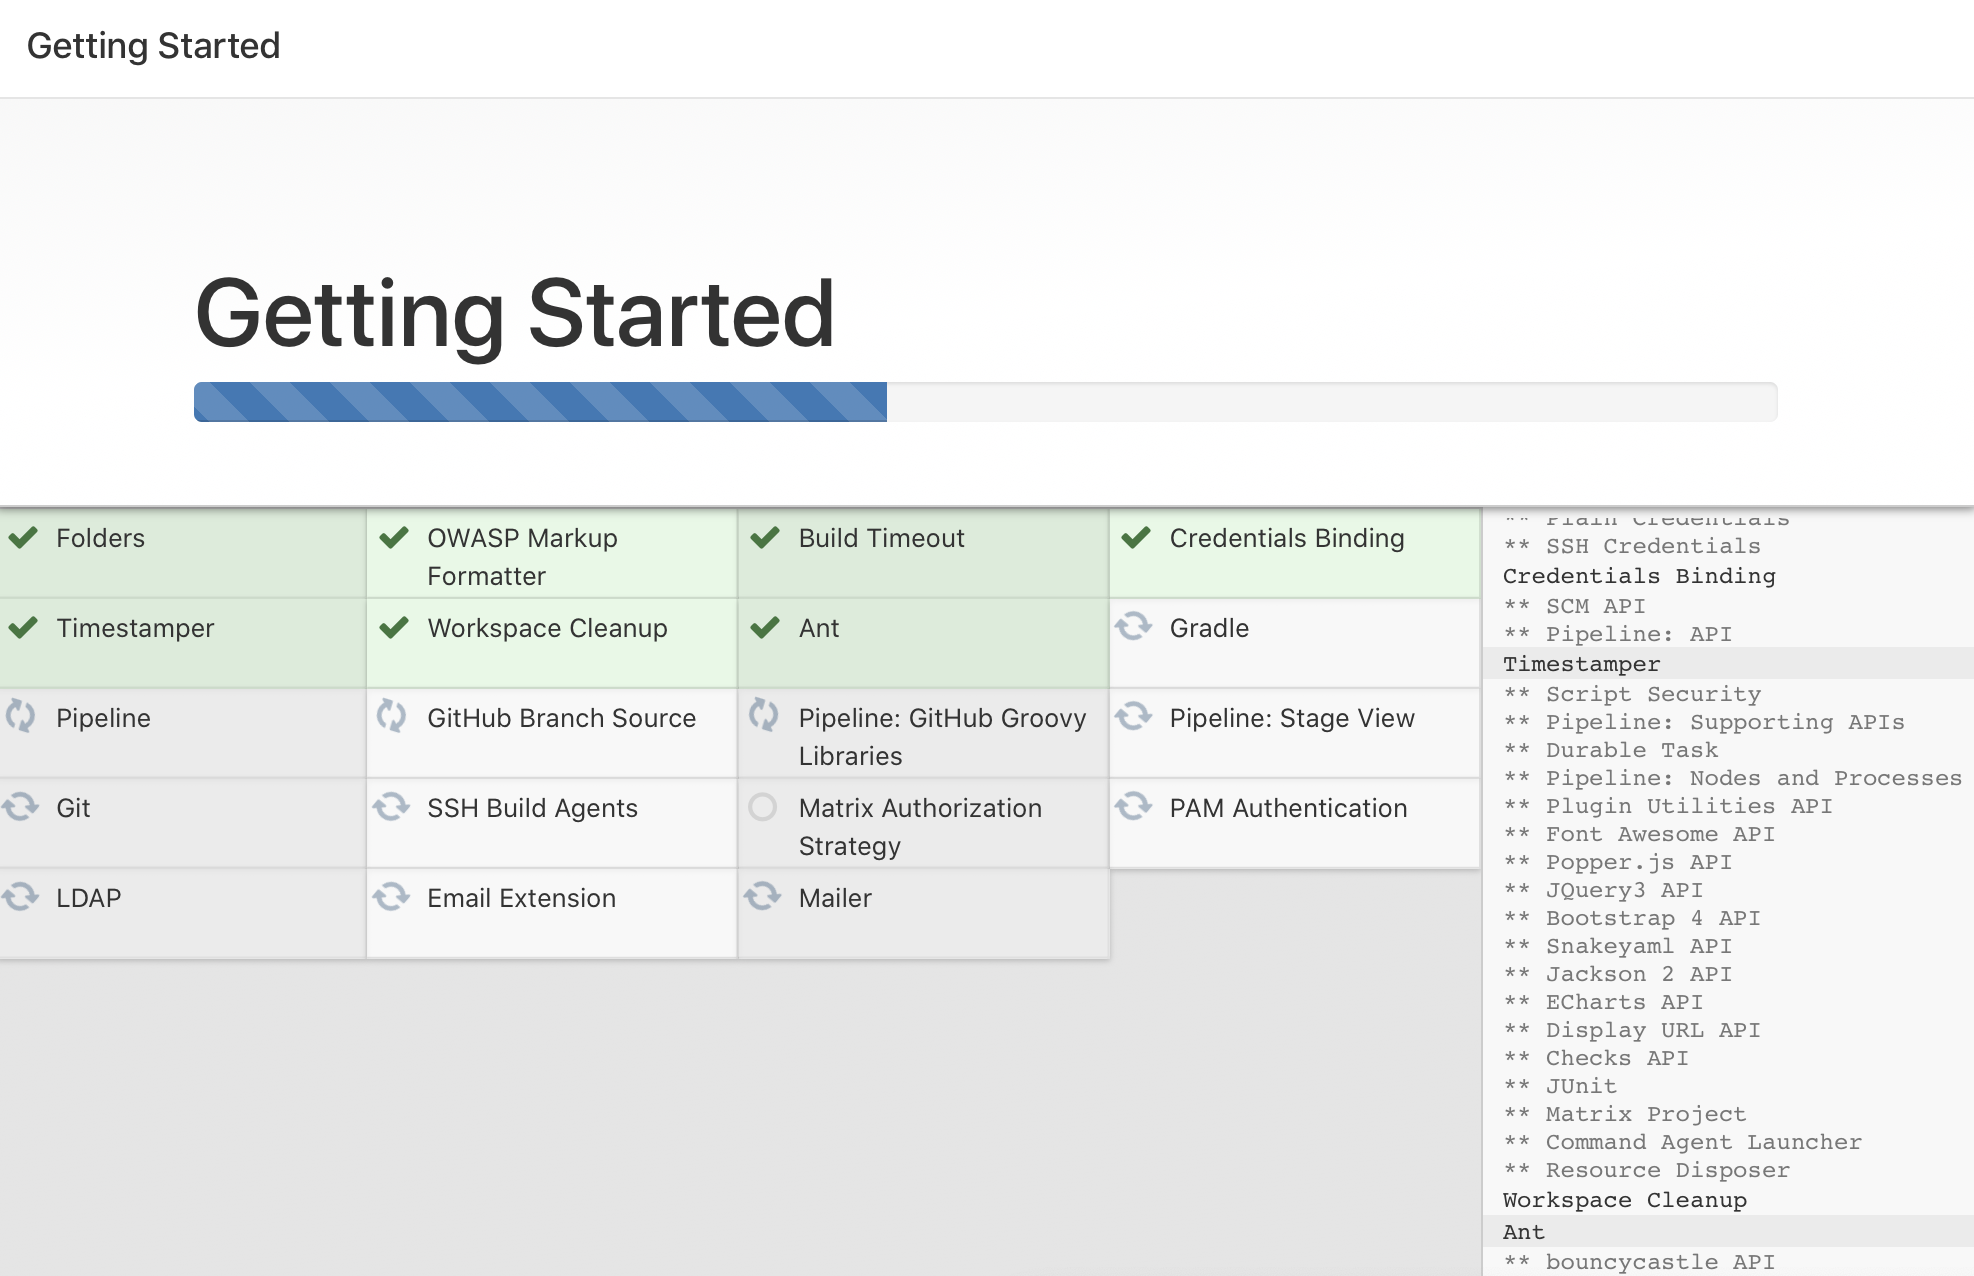 Getting Started
Getting Started
Folders
OWASP Markup
Formatter
Build Timeout
Credentials Binding
Timestamper
Workspace Cleanup
Ant
Gradle
Pipeline
GitHub Branch Source
Pipeline: GitHub Groovy
Libraries
Pipeline: Stage View
Git
SSH Build Agents
Matrix Authorization
Strategy
PAM Authentication
LDAP
Email Extension
Mailer
** Plain Credentials
** SSH Credentials
Credentials Binding
** SCM API
** Pipeline: API
Timestamper
** Script Security
** Pipeline: Supporting APIs
** Durable Task
** Pipeline: Nodes and Processes
** Plugin Utilities API
** Font Awesome API
** Popper.js API
** JQuery3 API
** Bootstrap 4 API
** Snakeyaml API
** Jackson 2 API
** ECharts API
** Display URL API
** Checks API
** JUnit
** Matrix Project
** Command Agent Launcher
** Resource Disposer
Workspace Cleanup
Ant
** bouncycastle API